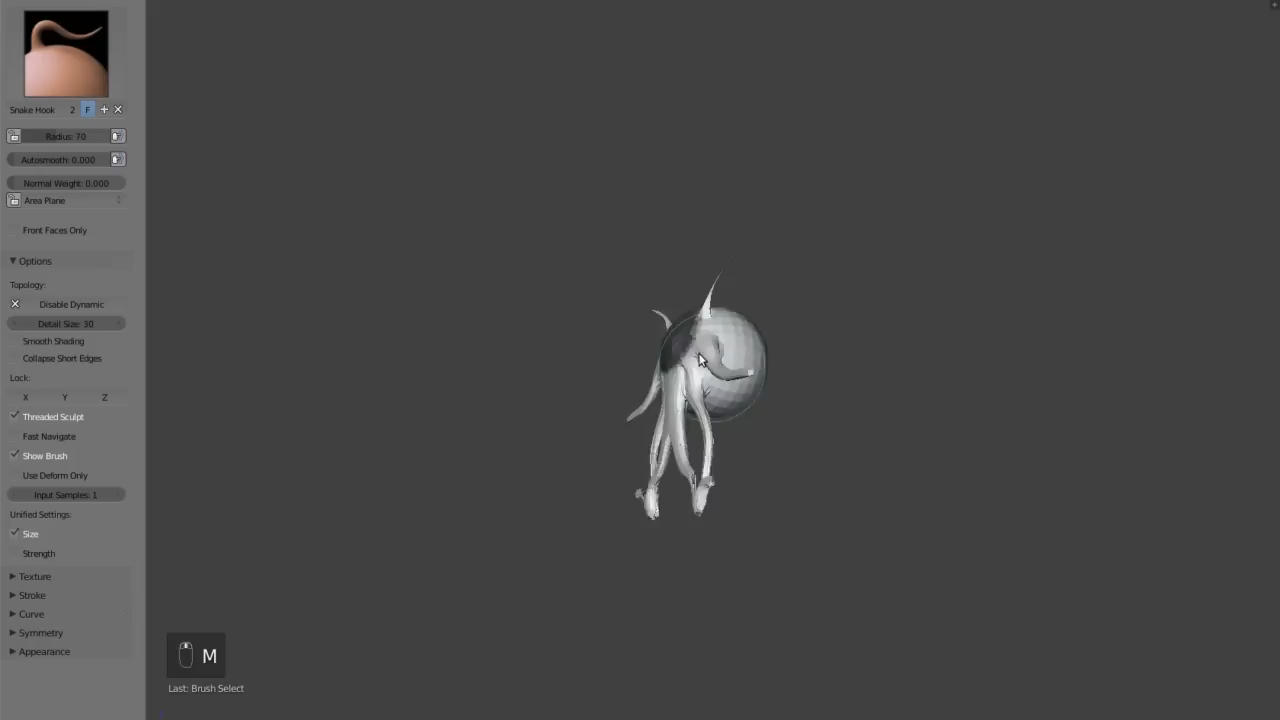 Snake Hook 2 F
Radius: 70
Autosmooth: 0.000
Normal Weight: 0.000
Area Plane
Front Faces Only
Options
Topology:
Disable Dynamic
Detail Size: 30
Smooth Shading
Collapse Short Edges
Lock:
X Y Z
Threaded Sculpt
Fast Navigate
Show Brush
Use Deform Only
Input Samples: 1
Unified Settings:
Size
Strength
Texture
Stroke
Curve
Symmetry
Appearance
M
Last: Brush Select